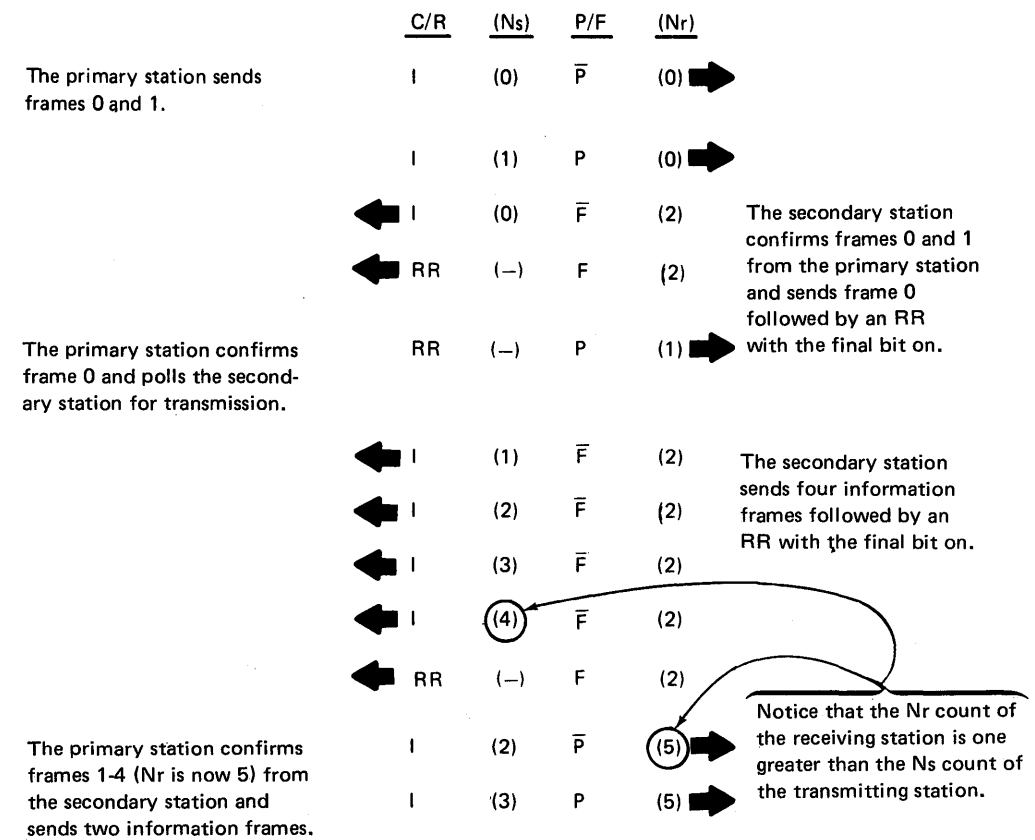 C/R (Ns) P/F (Nr)
The primary station sends
frames 0 and 1.
I (0) P̅ (0)
I (1) P (0)
I (0) F̅ (2)
RR (—) F (2)
The secondary station
confirms frames 0 and 1
from the primary station
and sends frame 0
followed by an RR
with the final bit on.
The primary station confirms
frame 0 and polls the second-
ary station for transmission.
RR (—) P (1)
I (1) F̅ (2)
I (2) F̅ (2)
I (3) F̅ (2)
I (4) F̅ (2)
RR (—) F (2)
The secondary station
sends four information
frames followed by an
RR with the final bit on.
Notice that the Nr count of
the receiving station is one
greater than the Ns count of
the transmitting station.
The primary station confirms
frames 1-4 (Nr is now 5) from
the secondary station and
sends two information frames.
I (2) P̅ (5)
I (3) P (5)